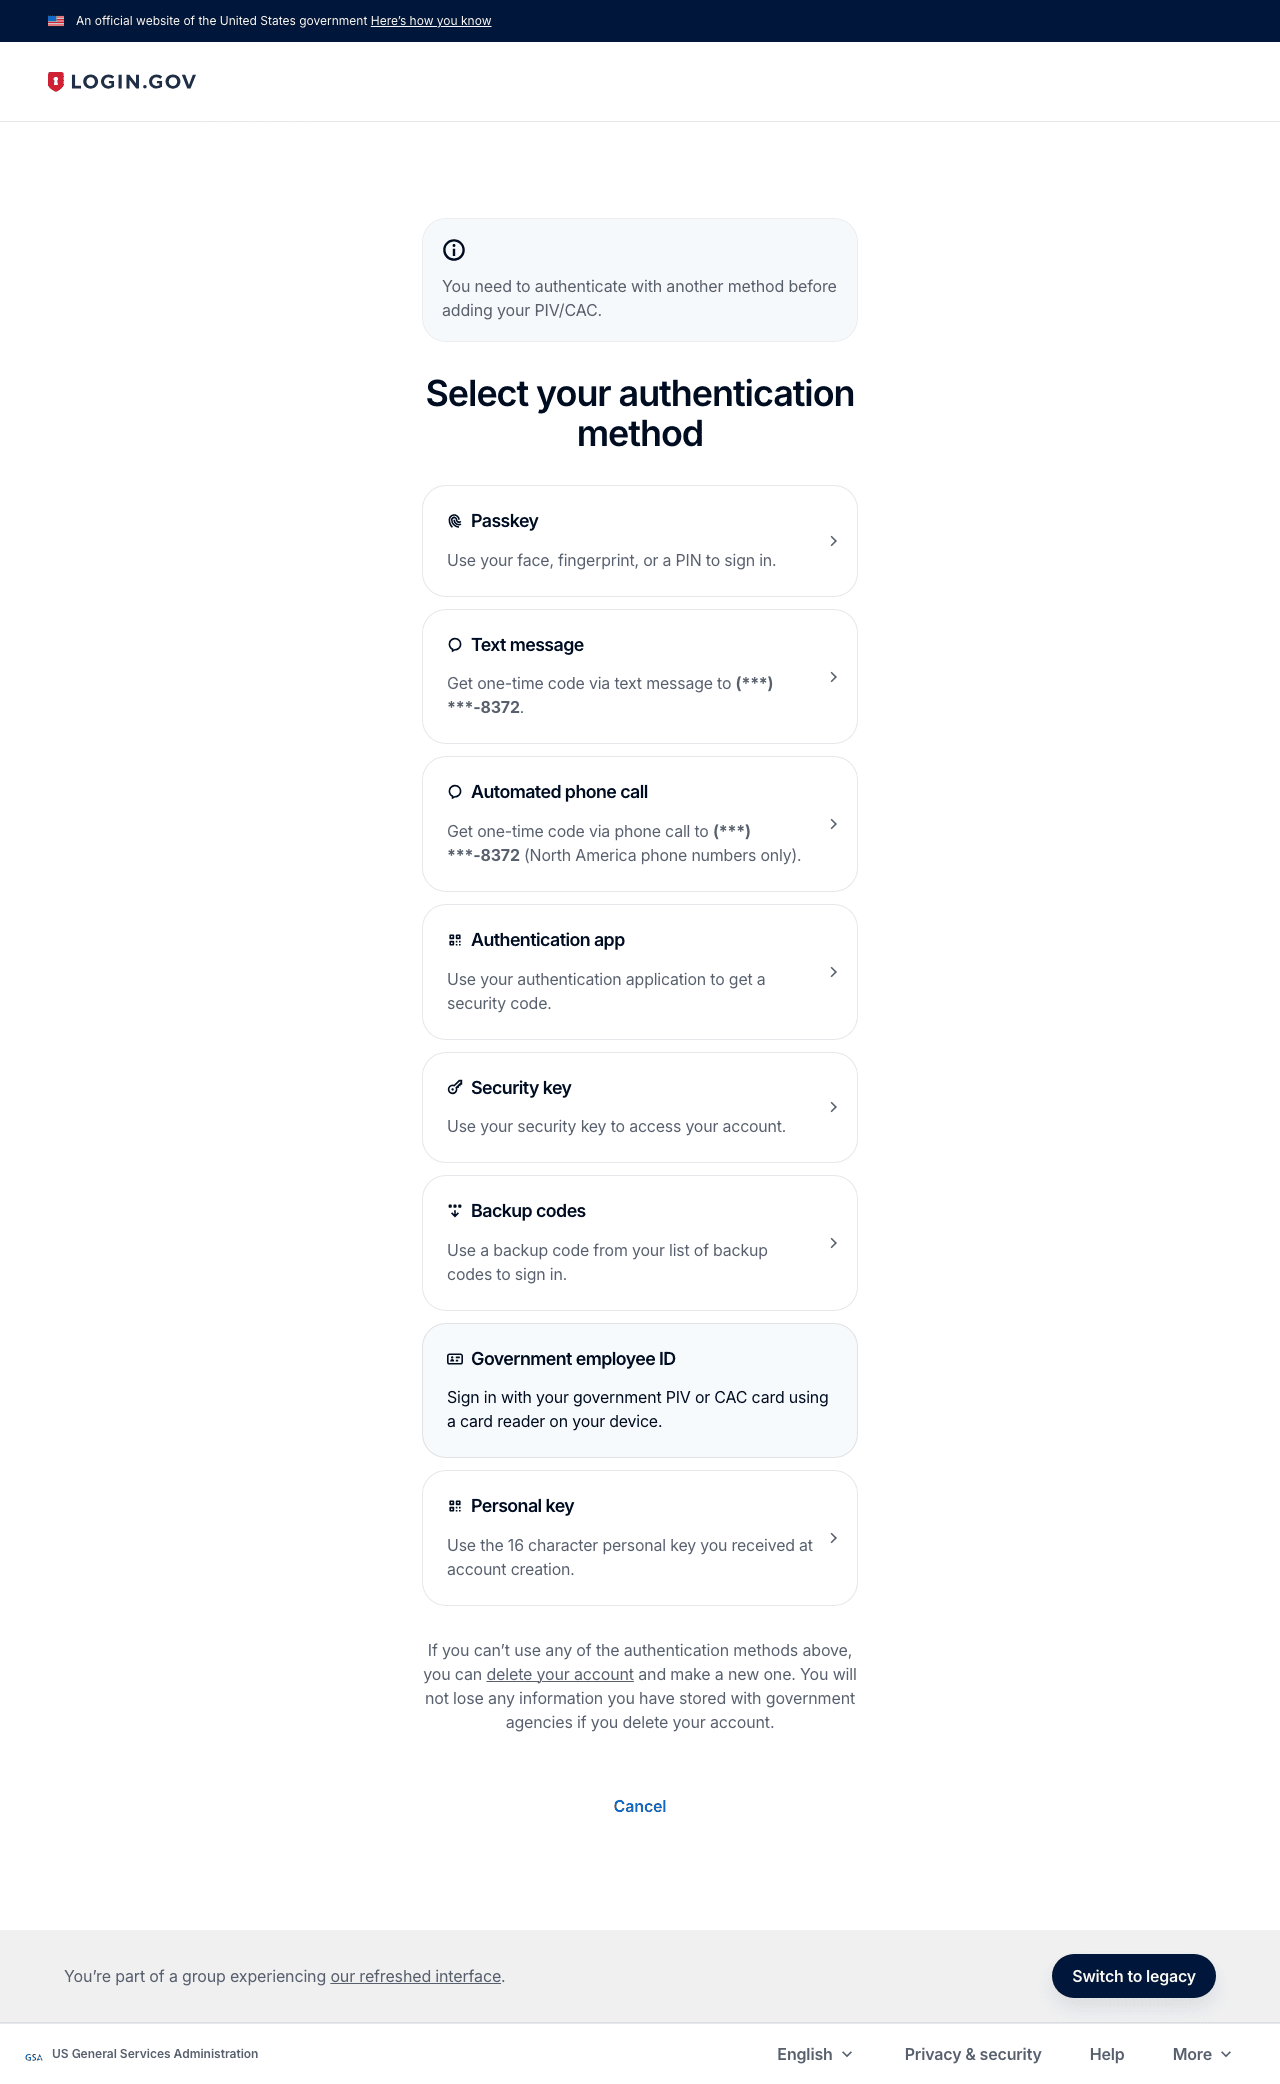 An official website of the United States government Here’s how you know
LOGIN.GOV
You need to authenticate with another method before
adding your PIV/CAC.
Select your authentication
method
Passkey
Use your face, fingerprint, or a PIN to sign in.
Text message
Get one-time code via text message to (***)
***-8372.
Automated phone call
Get one-time code via phone call to (***)
***-8372 (North America phone numbers only).
Authentication app
Use your authentication application to get a
security code.
Security key
Use your security key to access your account.
Backup codes
Use a backup code from your list of backup
codes to sign in.
Government employee ID
Sign in with your government PIV or CAC card using
a card reader on your device.
Personal key
Use the 16 character personal key you received at
account creation.
If you can’t use any of the authentication methods above,
you can delete your account and make a new one. You will
not lose any information you have stored with government
agencies if you delete your account.
Cancel
You’re part of a group experiencing our refreshed interface.
Switch to legacy
GSA US General Services Administration
English
Privacy & security
Help
More